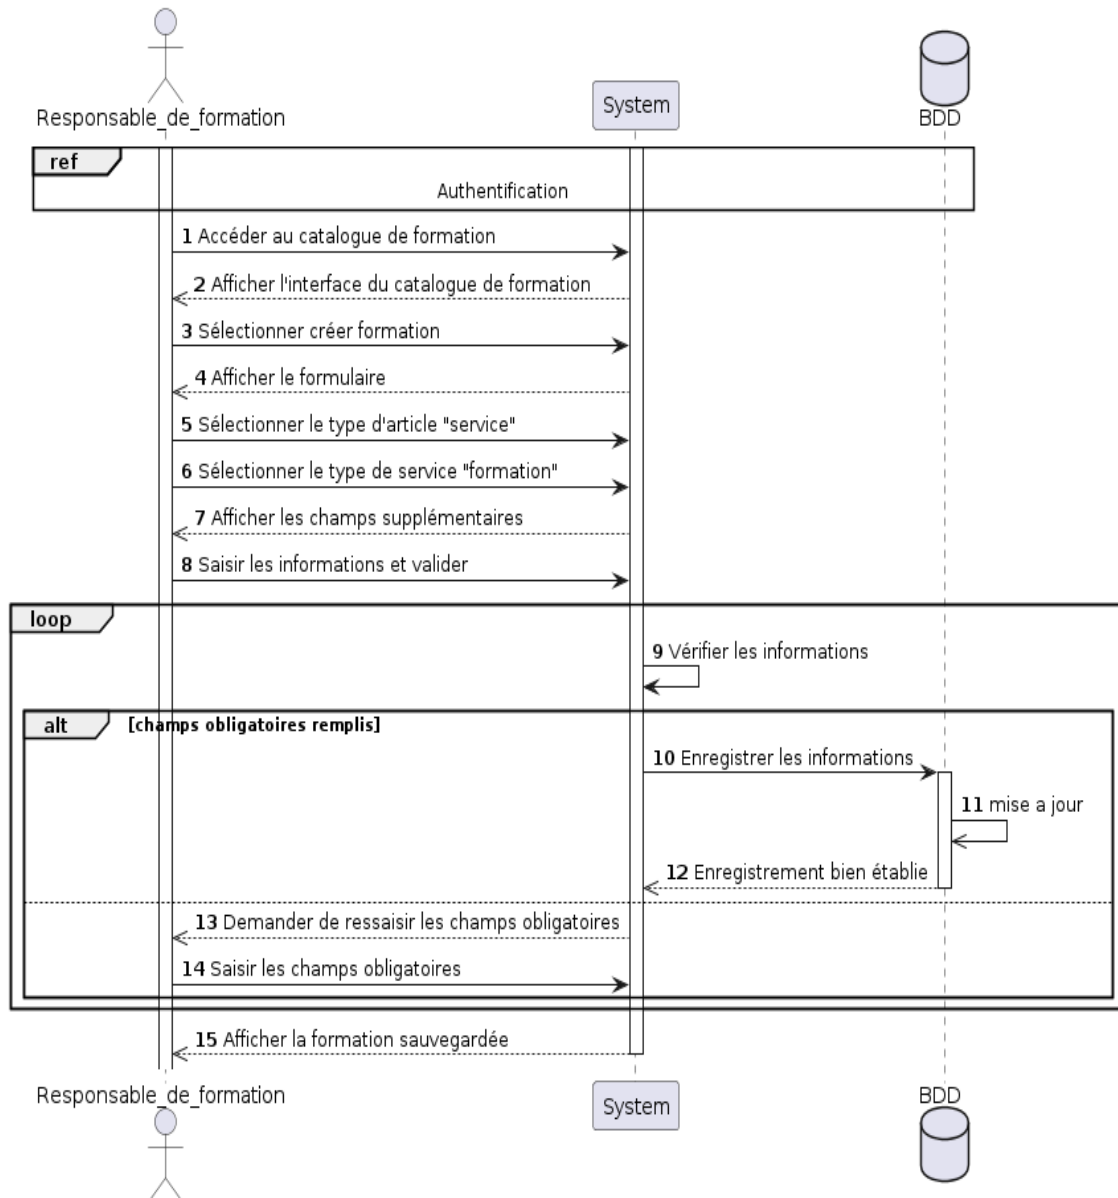 Responsable_de_formation
System
BDD
ref
Authentification
1 Accéder au catalogue de formation
2 Afficher l'interface du catalogue de formation
3 Sélectionner créer formation
4 Afficher le formulaire
5 Sélectionner le type d'article "service"
6 Sélectionner le type de service "formation"
7 Afficher les champs supplémentaires
8 Saisir les informations et valider
loop
9 Vérifier les informations
alt [champs obligatoires remplis]
10 Enregistrer les informations
11 mise a jour
12 Enregistrement bien établie
13 Demander de ressaisir les champs obligatoires
14 Saisir les champs obligatoires
15 Afficher la formation sauvegardée
Responsable_de_formation
System
BDD